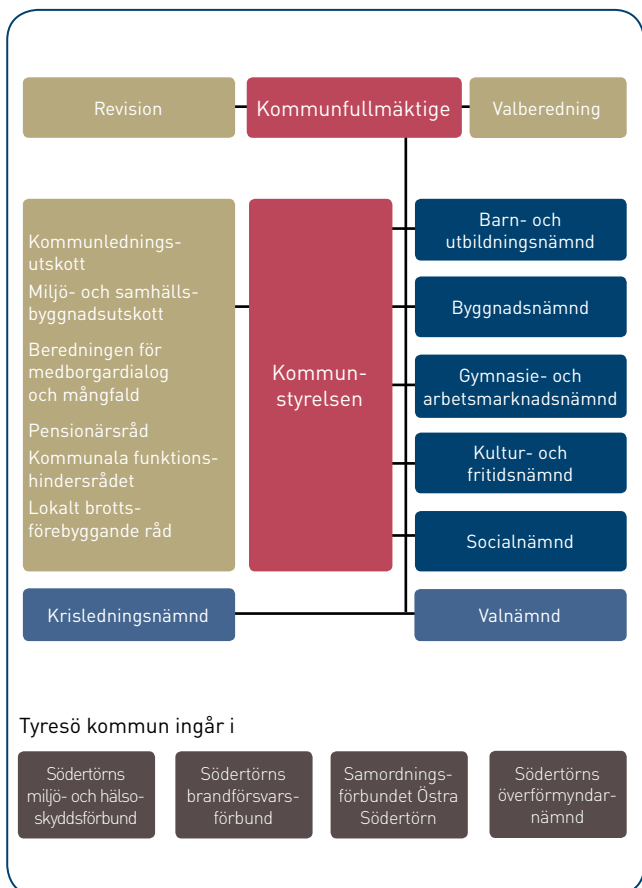 Revision
Kommunfullmäktige
Valberedning
Kommunlednings-
utskott
Miljö- och samhälls-
byggnadsutskott
Beredningen för
medborgardialog
och mångfald
Pensionärsråd
Kommunala funktions-
hindersrådet
Lokalt brotts-
förebyggande råd
Kommun-
styrelsen
Barn- och
utbildningsnämnd
Byggnadsnämnd
Gymnasie- och
arbetsmarknadsnämnd
Kultur- och
fritidsnämnd
Socialnämnd
Krisledningsnämnd
Valnämnd
Tyresö kommun ingår i
Södertörns
miljö- och hälso-
skyddsförbund
Södertörns
brandförsvars-
förbund
Samordnings-
förbundet Östra
Södertörn
Södertörns
överförmyndar-
nämnd